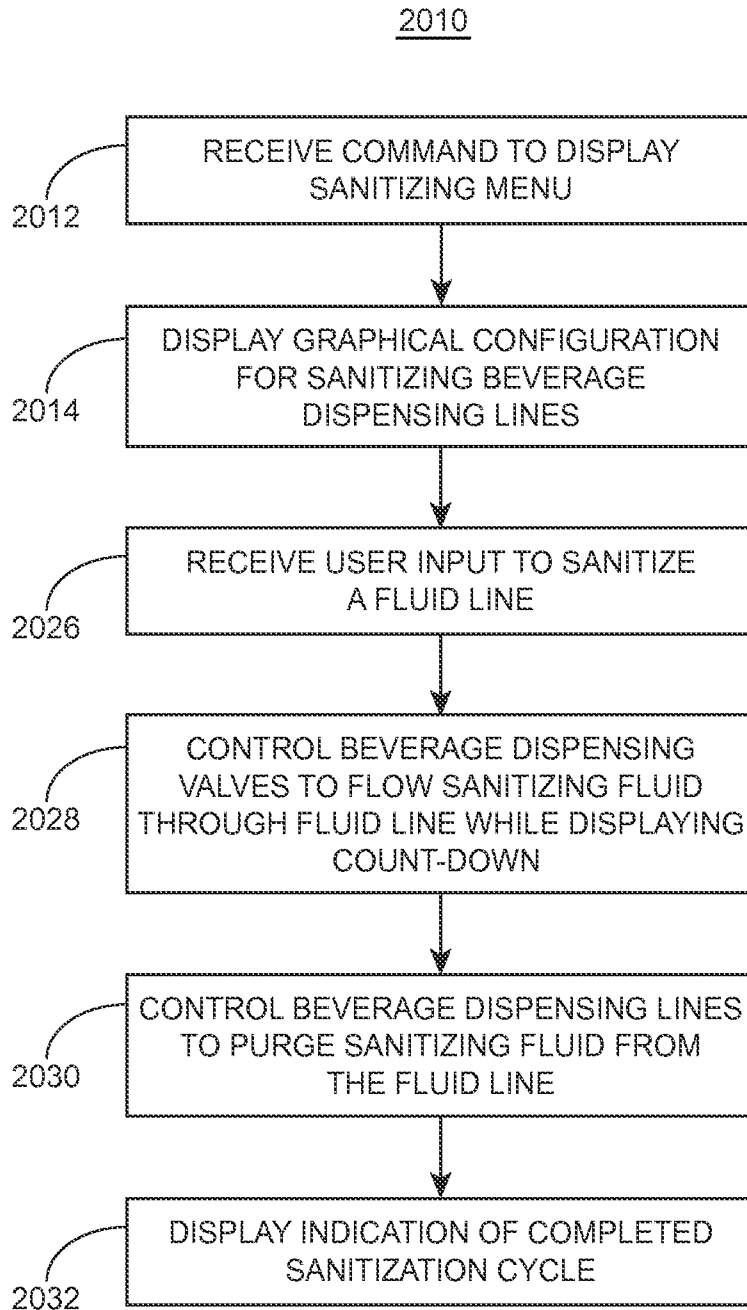 2010
RECEIVE COMMAND TO DISPLAY
SANITIZING MENU
2012
DISPLAY GRAPHICAL CONFIGURATION
FOR SANITIZING BEVERAGE
DISPENSING LINES
2014
RECEIVE USER INPUT TO SANITIZE
A FLUID LINE
2026
CONTROL BEVERAGE DISPENSING
VALVES TO FLOW SANITIZING FLUID
THROUGH FLUID LINE WHILE DISPLAYING
COUNT-DOWN
2028
CONTROL BEVERAGE DISPENSING LINES
TO PURGE SANITIZING FLUID FROM
THE FLUID LINE
2030
DISPLAY INDICATION OF COMPLETED
SANITIZATION CYCLE
2032